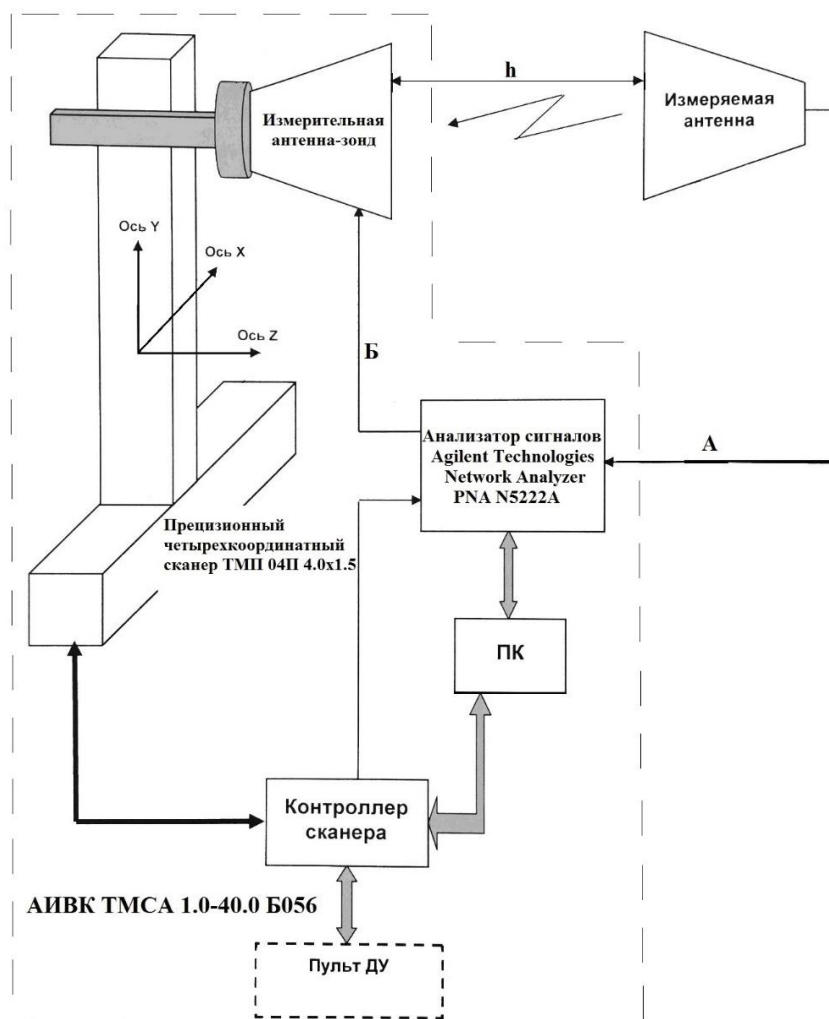 h
Измерительная
антенна-зонд
Измеряемая
антенна
Ось Y
Ось X
Ось Z
Б
Анализатор сигналов
Agilent Technologies
Network Analyzer
PNA N5222A
А
Прецизионный
четырехкоординатный
сканер ТМП 04П 4.0х1.5
ПК
Контроллер
сканера
АИВК ТМСА 1.0-40.0 Б056
Пульт ДУ